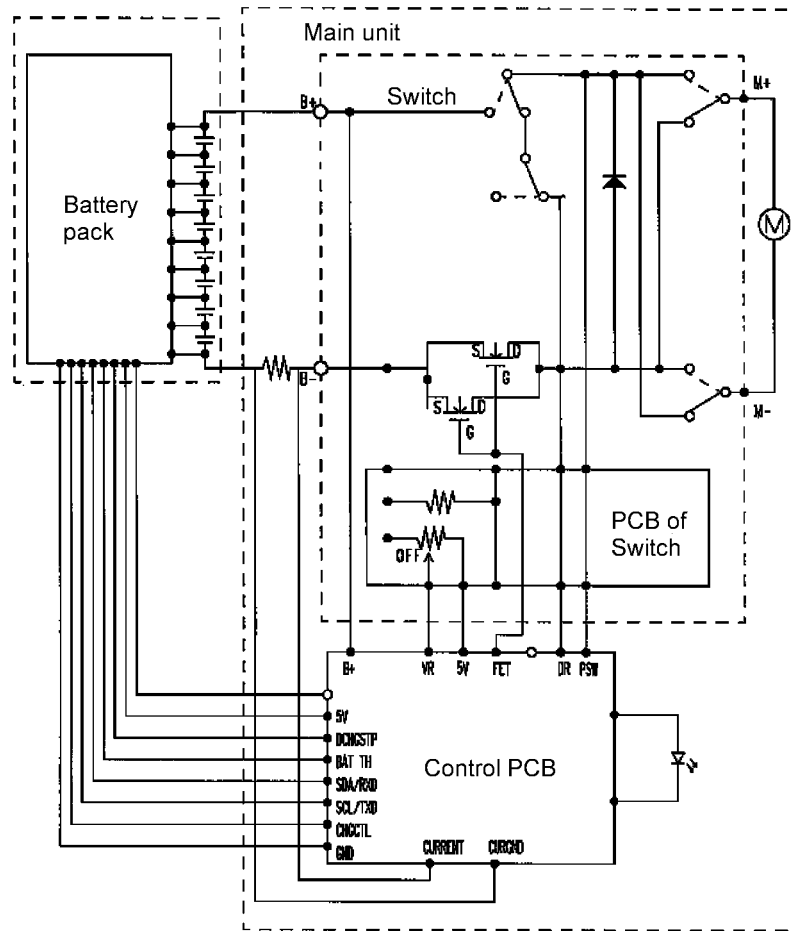 Main unit
B+
Switch
M+
Battery
pack
M
S D
G
B-
S D
G
M-
PCB of
Switch
OFF
B+
VR
5V
FET
DR
PSW
5V
DCHGSTP
BAT TH
SDA/RXD
SCL/TXD
CHGCTL
GND
Control PCB
CURRENT
CURGND